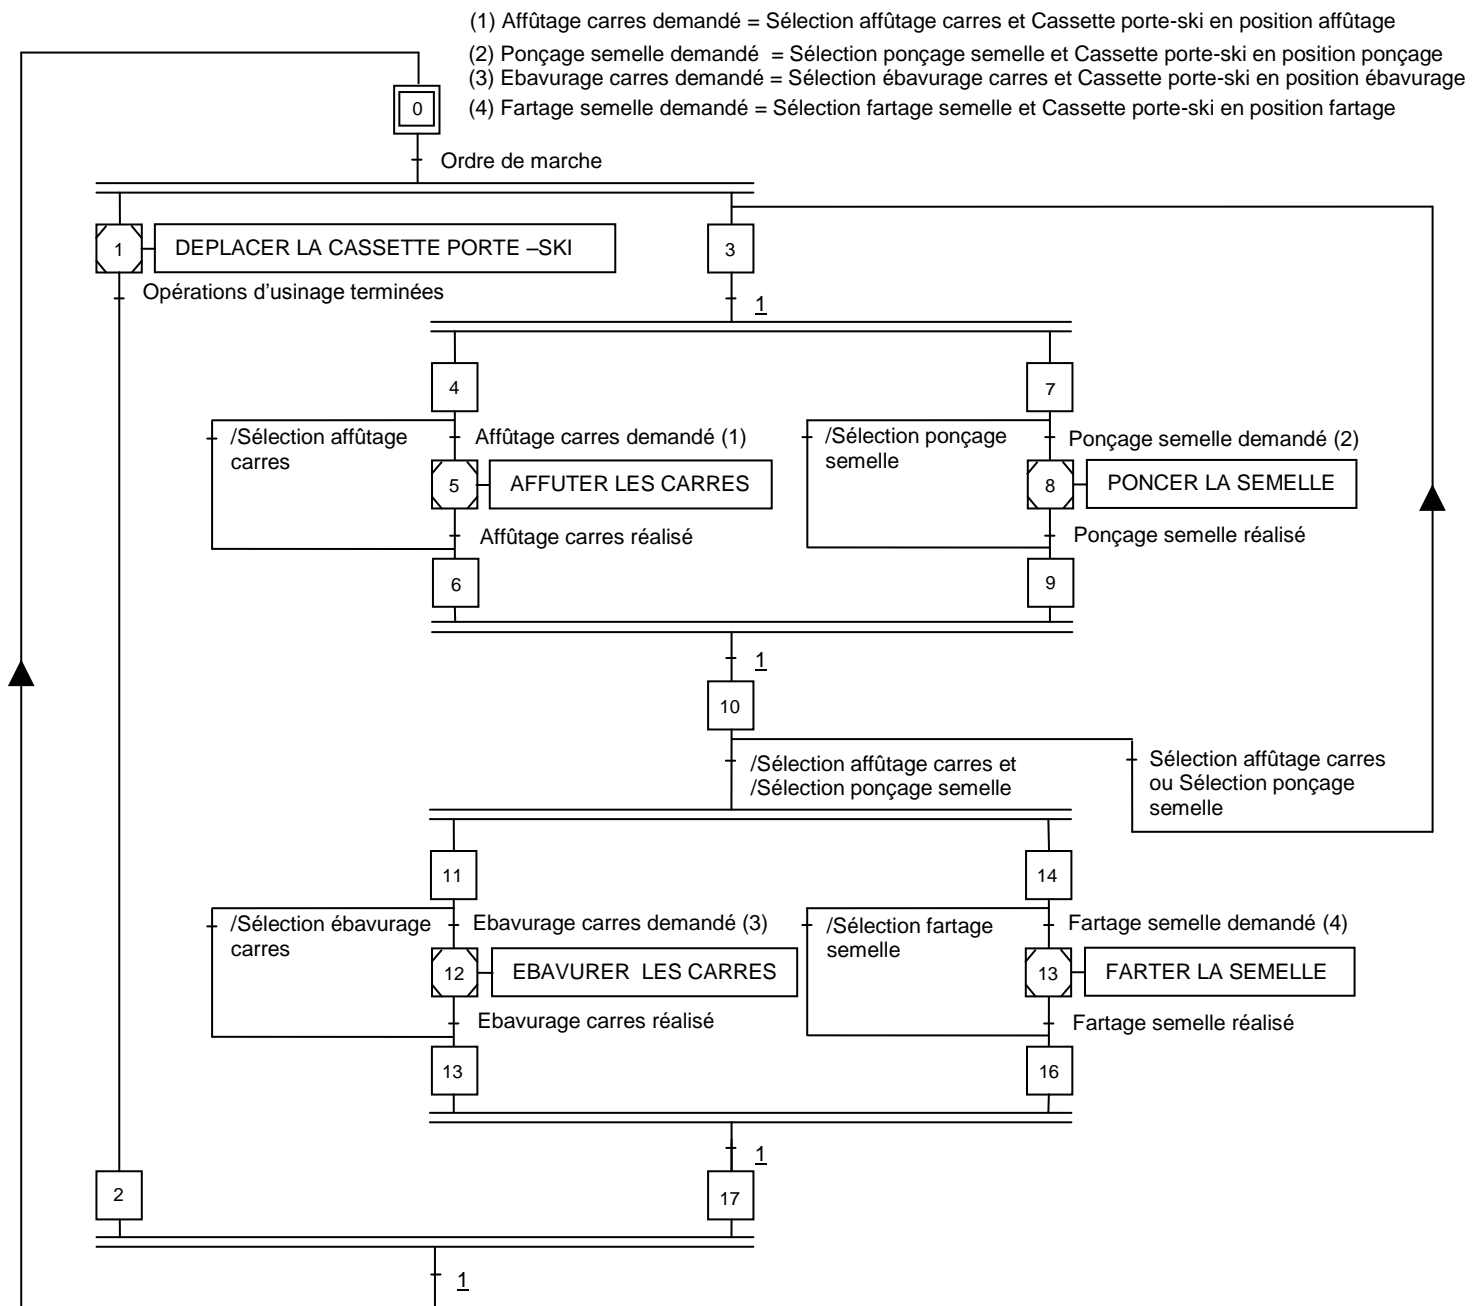 (1) Affûtage carres demandé = Sélection affûtage carres et Cassette porte-ski en position affûtage
(2) Ponçage semelle demandé = Sélection ponçage semelle et Cassette porte-ski en position ponçage
(3) Ebavurage carres demandé = Sélection ébavurage carres et Cassette porte-ski en position ébavurage
(4) Fartage semelle demandé = Sélection fartage semelle et Cassette porte-ski en position fartage
0
Ordre de marche
1
DEPLACER LA CASSETTE PORTE –SKI
3
Opérations d'usinage terminées
1
4
7
/Sélection affûtage
carres
Affûtage carres demandé (1)
/Sélection ponçage
semelle
Ponçage semelle demandé (2)
5
AFFUTER LES CARRES
8
PONCER LA SEMELLE
Affûtage carres réalisé
Ponçage semelle réalisé
6
9
1
10
/Sélection affûtage carres et
/Sélection ponçage semelle
Sélection affûtage carres
ou Sélection ponçage
semelle
11
14
/Sélection ébavurage
carres
Ebavurage carres demandé (3)
/Sélection fartage
semelle
Fartage semelle demandé (4)
12
EBAVURER LES CARRES
13
FARTER LA SEMELLE
Ebavurage carres réalisé
Fartage semelle réalisé
13
16
1
2
17
1